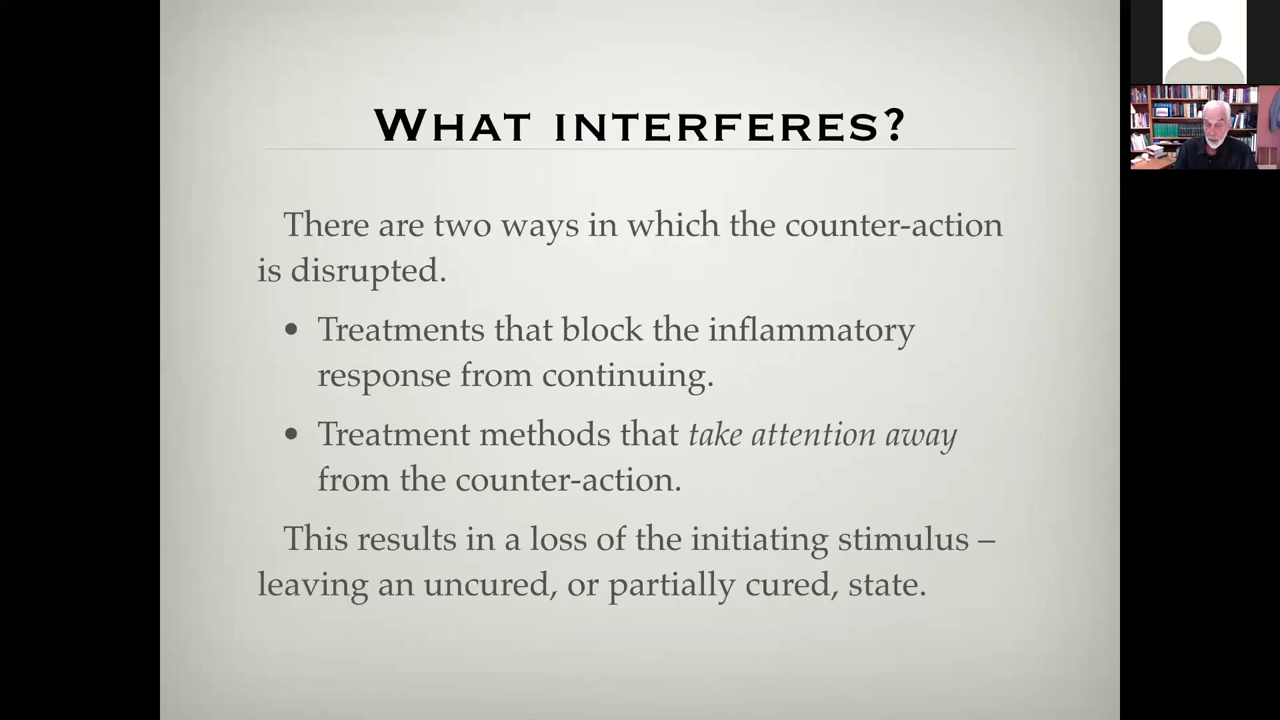 What interferes?
There are two ways in which the counter-action
is disrupted.
• Treatments that block the inflammatory
response from continuing.
• Treatment methods that take attention away
from the counter-action.
This results in a loss of the initiating stimulus –
leaving an uncured, or partially cured, state.